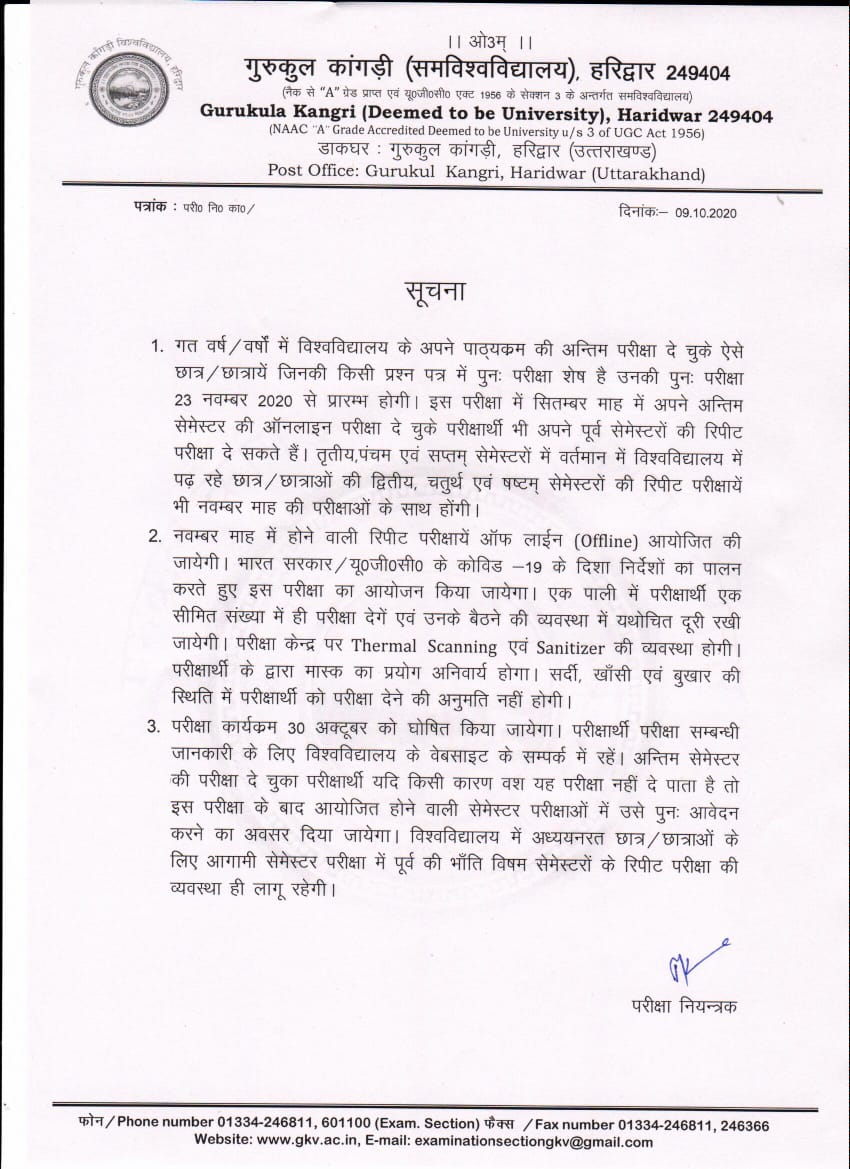 ।। ओ३म् ।।
गुरुकुल कांगड़ी विश्वविद्यालय, हरिद्वार
गुरुकुल कांगड़ी (समविश्वविद्यालय), हरिद्वार 249404
(नैक से "A" ग्रेड प्राप्त एवं यू0जी0सी0 एक्ट 1956 के सेक्शन 3 के अन्तर्गत समविश्वविद्यालय)
Gurukula Kangri (Deemed to be University), Haridwar 249404
(NAAC "A" Grade Accredited Deemed to be University u/s 3 of UGC Act 1956)
डाकघर : गुरुकुल कांगड़ी, हरिद्वार (उत्तराखण्ड)
Post Office: Gurukul Kangri, Haridwar (Uttarakhand)
पत्रांक : परी0 नि0 का0/
दिनांकः– 09.10.2020
सूचना
1. गत वर्ष/वर्षो में विश्वविद्यालय के अपने पाठ्यक्रम की अन्तिम परीक्षा दे चुके ऐसे
छात्र/छात्रायें जिनकी किसी प्रश्न पत्र में पुनः परीक्षा शेष है उनकी पुनः परीक्षा
23 नवम्बर 2020 से प्रारम्भ होगी। इस परीक्षा में सितम्बर माह में अपने अन्तिम
सेमेस्टर की ऑनलाइन परीक्षा दे चुके परीक्षार्थी भी अपने पूर्व सेमेस्टरों की रिपीट
परीक्षा दे सकते हैं। तृतीय,पंचम एवं सप्तम् सेमेस्टरों में वर्तमान में विश्वविद्यालय में
पढ़ रहे छात्र/छात्राओं की द्वितीय, चतुर्थ एवं षष्टम् सेमेस्टरों की रिपीट परीक्षायें
भी नवम्बर माह की परीक्षाओं के साथ होंगी।
2. नवम्बर माह में होने वाली रिपीट परीक्षायें ऑफ लाईन (Offline) आयोजित की
जायेगी। भारत सरकार/यू0जी0सी0 के कोविड –19 के दिशा निर्देशों का पालन
करते हुए इस परीक्षा का आयोजन किया जायेगा। एक पाली में परीक्षार्थी एक
सीमित संख्या में ही परीक्षा देगें एवं उनके बैठने की व्यवस्था में यथोचित दूरी रखी
जायेगी। परीक्षा केन्द्र पर Thermal Scanning एवं Sanitizer की व्यवस्था होगी।
परीक्षार्थी के द्वारा मास्क का प्रयोग अनिवार्य होगा। सर्दी, खाँसी एवं बुखार की
स्थिति में परीक्षार्थी को परीक्षा देने की अनुमति नहीं होगी।
3. परीक्षा कार्यक्रम 30 अक्टूबर को घोषित किया जायेगा। परीक्षार्थी परीक्षा सम्बन्धी
जानकारी के लिए विश्वविद्यालय के वेबसाइट के सम्पर्क में रहें। अन्तिम सेमेस्टर
की परीक्षा दे चुका परीक्षार्थी यदि किसी कारण वश यह परीक्षा नहीं दे पाता है तो
इस परीक्षा के बाद आयोजित होने वाली सेमेस्टर परीक्षाओं में उसे पुनः आवेदन
करने का अवसर दिया जायेगा। विश्वविद्यालय में अध्ययनरत छात्र/छात्राओं के
लिए आगामी सेमेस्टर परीक्षा में पूर्व की भाँति विषम सेमेस्टरों के रिपीट परीक्षा की
व्यवस्था ही लागू रहेगी।
परीक्षा नियन्त्रक
फोन/Phone number 01334-246811, 601100 (Exam. Section) फैक्स /Fax number 01334-246811, 246366
Website: www.gkv.ac.in, E-mail: examinationsectiongkv@gmail.com